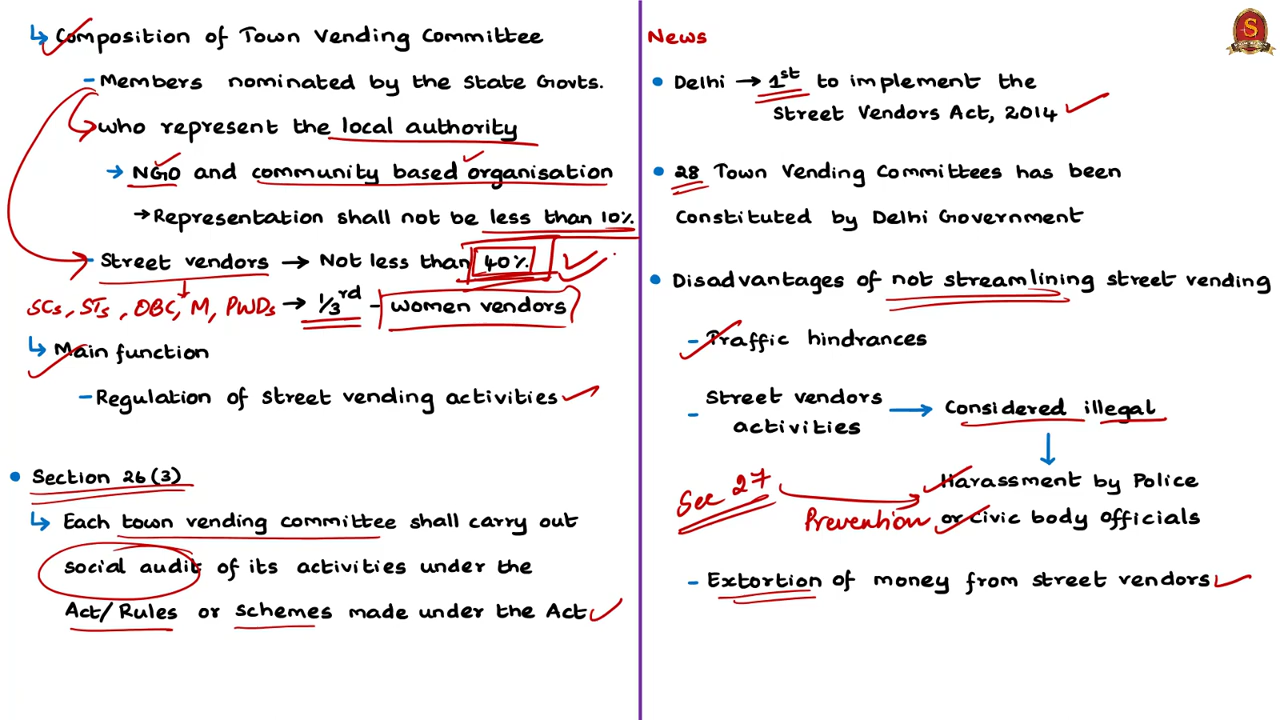 Composition of Town Vending Committee
- Members nominated by the State Govts.
who represent the local authority
→ NGO and community based organisation
→ Representation shall not be less than 10%
- Street vendors → Not less than 40%
SCs, STs, OBC, M, PWDs → 1/3rd - women vendors
Main function
- Regulation of street vending activities
• Section 26(3)
Each town vending committee shall carry out
social audit of its activities under the
Act/Rules or schemes made under the Act
News
• Delhi → 1st to implement the
Street Vendors Act, 2014
• 28 Town Vending Committees has been
constituted by Delhi Government
• Disadvantages of not streamlining street vending
- Traffic hindrances
- Street vendors activities → Considered illegal
Sec 27
Harassment by Police
Prevention or Civic body officials
- Extortion of money from street vendors
S